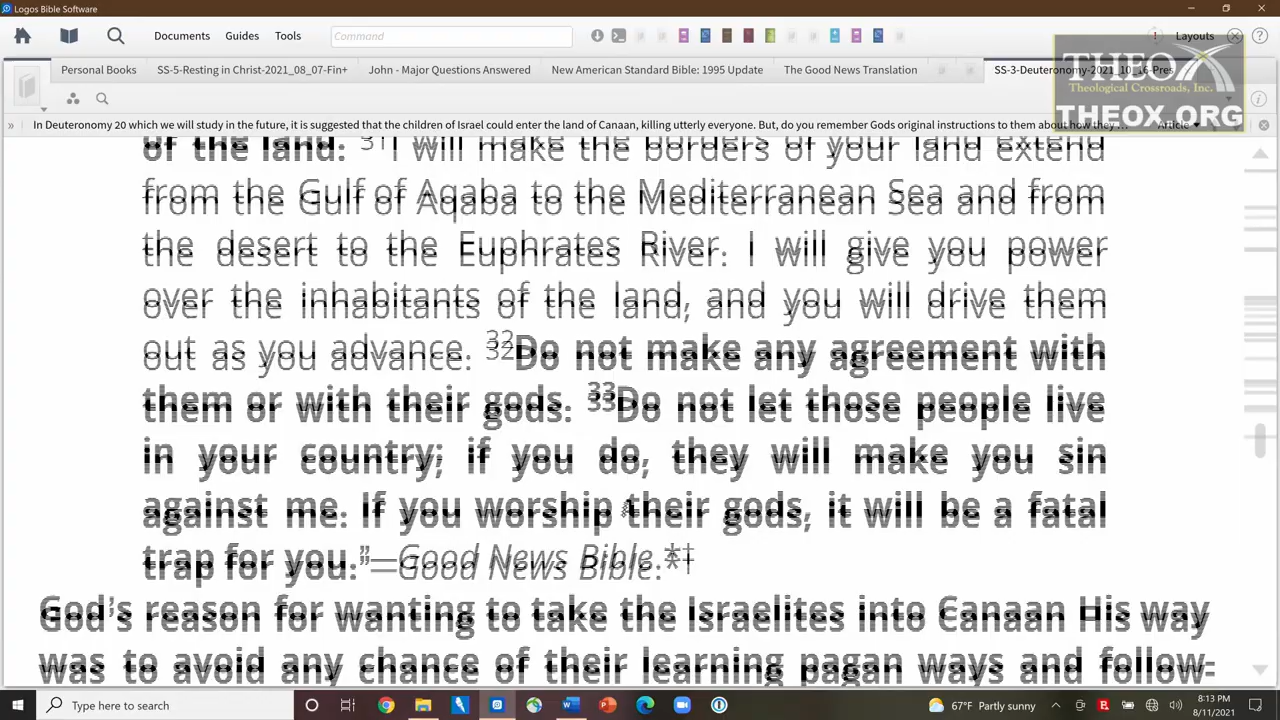 Logos Bible Software
Documents Guides Tools Command Layouts
Personal Books SS-5-Resting in Christ-2021_08_07-Fin+ New American Standard Bible: 1995 Update The Good News Translation SS-3-Deuteronomy-2021_10_16-Pres
THEOX
Theological Crossroads, Inc.
THEOX.ORG
In Deuteronomy 20 which we will study in the future, it is suggested that the children of Israel could enter the land of Canaan, killing utterly everyone. But, do you remember Gods original instructions to them about how they ... Article
of the land. 31I will make the borders of your land extend
from the Gulf of Aqaba to the Mediterranean Sea and from
the desert to the Euphrates River. I will give you power
over the inhabitants of the land, and you will drive them
out as you advance. 32Do not make any agreement with
them or with their gods. 33Do not let those people live
in your country; if you do, they will make you sin
against me. If you worship their gods, it will be a fatal
trap for you.”—Good News Bible.*†
God’s reason for wanting to take the Israelites into Canaan His way
was to avoid any chance of their learning pagan ways and follow-
Type here to search
67°F Partly sunny
8:13 PM
8/11/2021